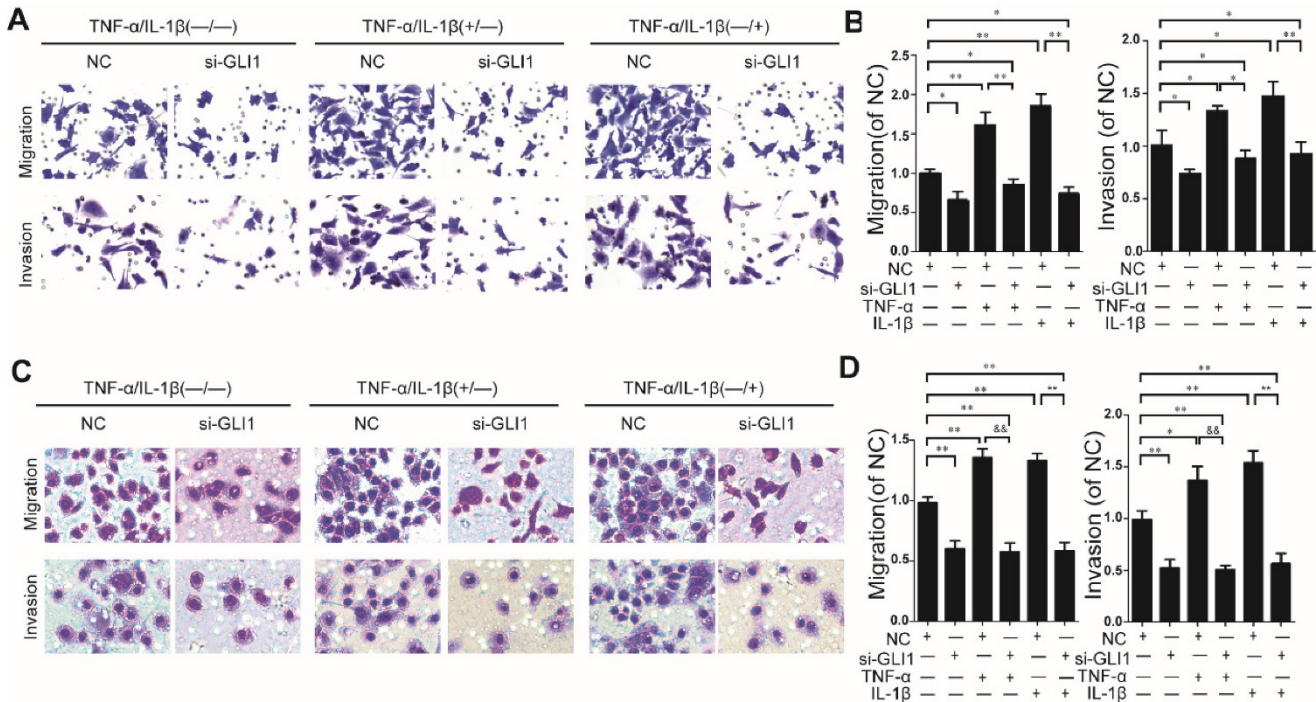 A
TNF-α/IL-1β(—/—)
TNF-α/IL-1β(+/—)
TNF-α/IL-1β(—/+)
NC
si-GLI1
NC
si-GLI1
NC
si-GLI1
Migration
Invasion
B
Migration(of NC)
2.5
2.0
1.5
1.0
0.5
0.0
*
**
*
**
*
**
**
**
*
NC + — + — + —
si-GLI1 — + — + — +
TNF-α — — + + — —
IL-1β — — — — + +
Invasion (of NC)
2.0
1.5
1.0
0.5
0.0
*
*
*
*
*
*
**
NC + — + — + —
si-GLI1 — + — + — +
TNF-α — — + + — —
IL-1β — — — — + +
C
TNF-α/IL-1β(—/—)
TNF-α/IL-1β(+/—)
TNF-α/IL-1β(—/+)
NC
si-GLI1
NC
si-GLI1
NC
si-GLI1
Migration
Invasion
D
Migration(of NC)
1.5
1.0
0.5
0.0
**
**
**
**
**
&&
**
NC + — + — + —
si-GLI1 — + — + — +
TNF-α — — + + — —
IL-1β — — — — + +
Invasion (of NC)
2.0
1.5
1.0
0.5
0.0
**
**
**
**
*
&&
**
NC + — + — + —
si-GLI1 — + — + — +
TNF-α — — + + — —
IL-1β — — — — + +